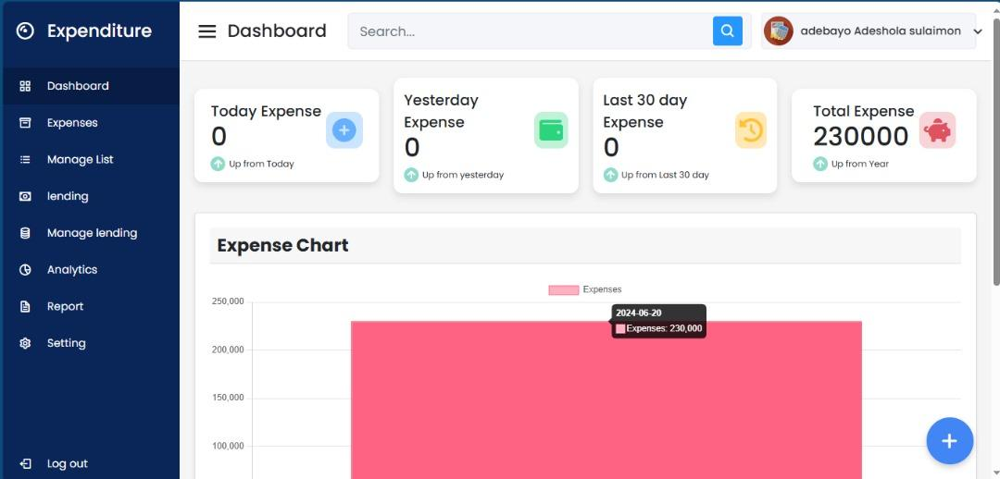 Expenditure
Dashboard
Search...
adebayo Adeshola sulaimon
Dashboard
Expenses
Manage List
lending
Manage lending
Analytics
Report
Setting
Log out
Today Expense
0
Up from Today
Yesterday
Expense
0
Up from yesterday
Last 30 day
Expense
0
Up from Last 30 day
Total Expense
230000
Up from Year
Expense Chart
Expenses
2024-06-20
Expenses: 230,000
250,000
200,000
150,000
100,000